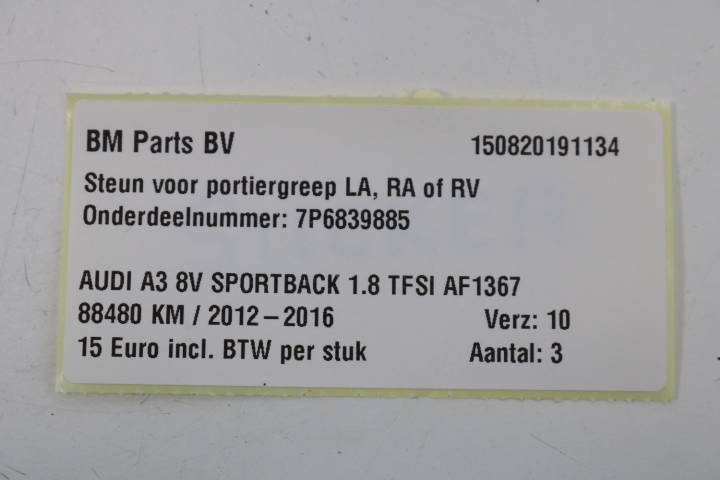 BM Parts BV 150820191134
Steun voor portiergreep LA, RA of RV
Onderdeelnummer: 7P6839885
AUDI A3 8V SPORTBACK 1.8 TFSI AF1367
88480 KM / 2012–2016 Verz: 10
15 Euro incl. BTW per stuk Aantal: 3